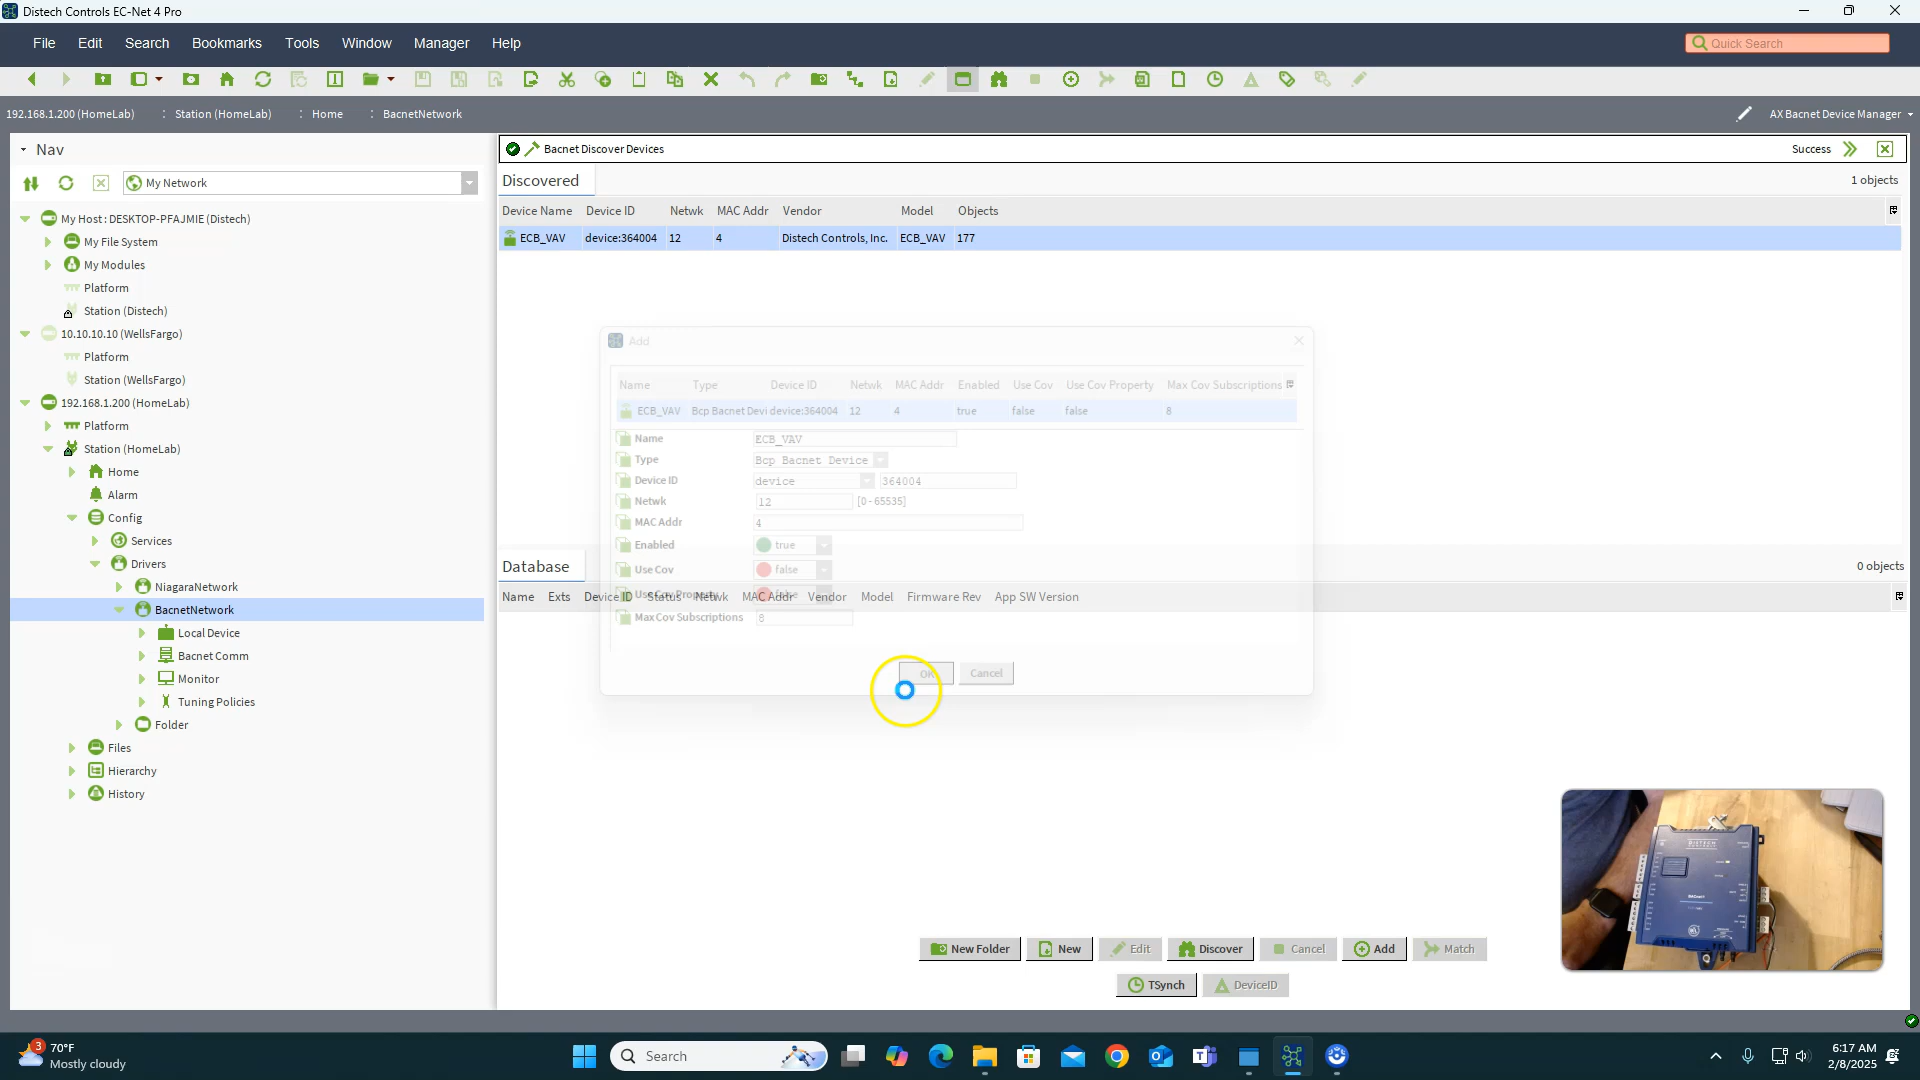 Distech Controls EC-Net 4 Pro
File Edit Search Bookmarks Tools Window Manager Help
Quick Search
192.168.1.200 (HomeLab) : Station (HomeLab) : Home : BacnetNetwork
AX Bacnet Device Manager
Nav
My Network
My Host : DESKTOP-PFAJMIE (Distech)
My File System
My Modules
Platform
Station (Distech)
10.10.10.10 (WellsFargo)
Platform
Station (WellsFargo)
192.168.1.200 (HomeLab)
Platform
Station (HomeLab)
Home
Alarm
Config
Services
Drivers
NiagaraNetwork
BacnetNetwork
Local Device
Bacnet Comm
Monitor
Tuning Policies
Folder
Files
Hierarchy
History
Bacnet Discover Devices
Success
Discovered
1 objects
Device Name Device ID Netwk MAC Addr Vendor Model Objects
ECB_VAV device:364004 12 4 Distech Controls, Inc. ECB_VAV 177
Add
Name Type Device ID Netwk MAC Addr Enabled Use Cov Use Cov Property Max Cov Subscriptions
ECB_VAV Bcp Bacnet Devi device:364004 12 4 true false false 8
Name ECB_VAV
Type Bcp Bacnet Device
Device ID device 364004
Netwk 12 [0-65535]
MAC Addr 4
Enabled true
Use Cov false
Use Cov Property
Max Cov Subscriptions 8
OK Cancel
Database
0 objects
Name Exts Device ID Status Netwk MAC Addr Vendor Model Firmware Rev App SW Version
New Folder New Edit Discover Cancel Add Match
TSynch DeviceID
DISTECH
BACnet
3
70°F
Mostly cloudy
Search
6:17 AM
2/8/2025